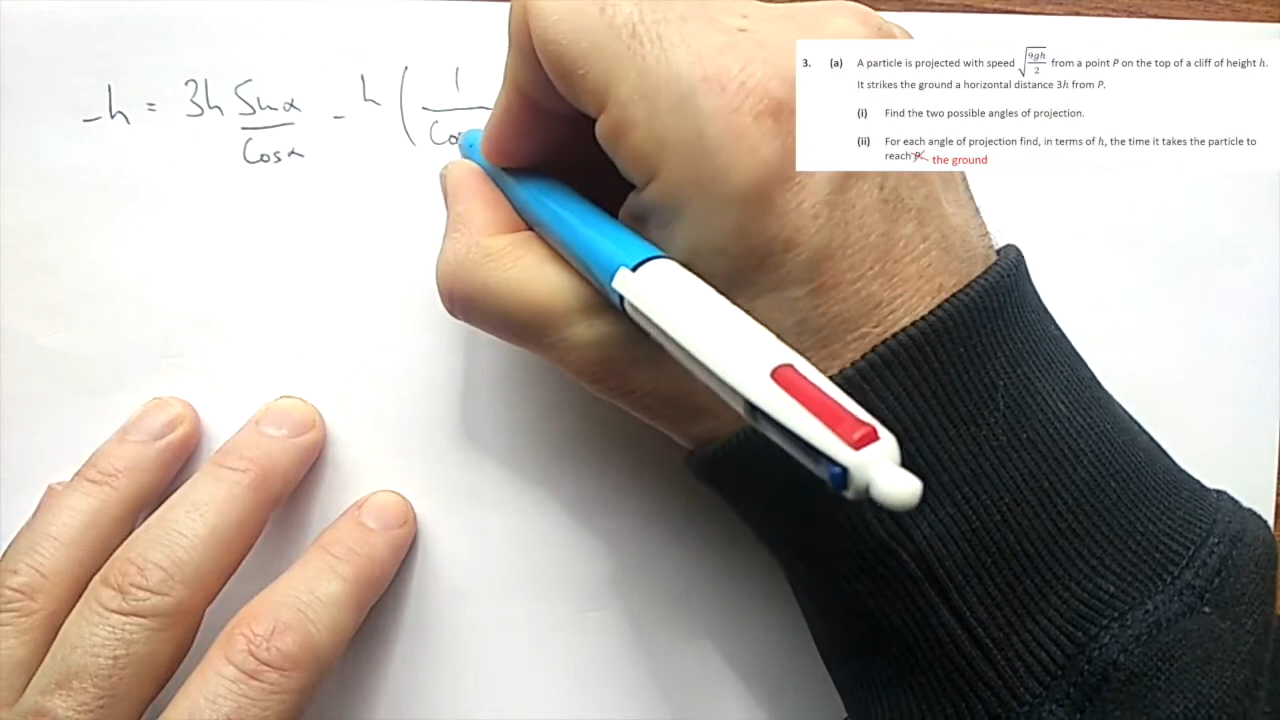 -h = 3h Sinα/Cosα - h ( 1/Cos
3. (a) A particle is projected with speed √(9gh/2) from a point P on the top of a cliff of height h.
It strikes the ground a horizontal distance 3h from P.
(i) Find the two possible angles of projection.
(ii) For each angle of projection find, in terms of h, the time it takes the particle to
reach the ground